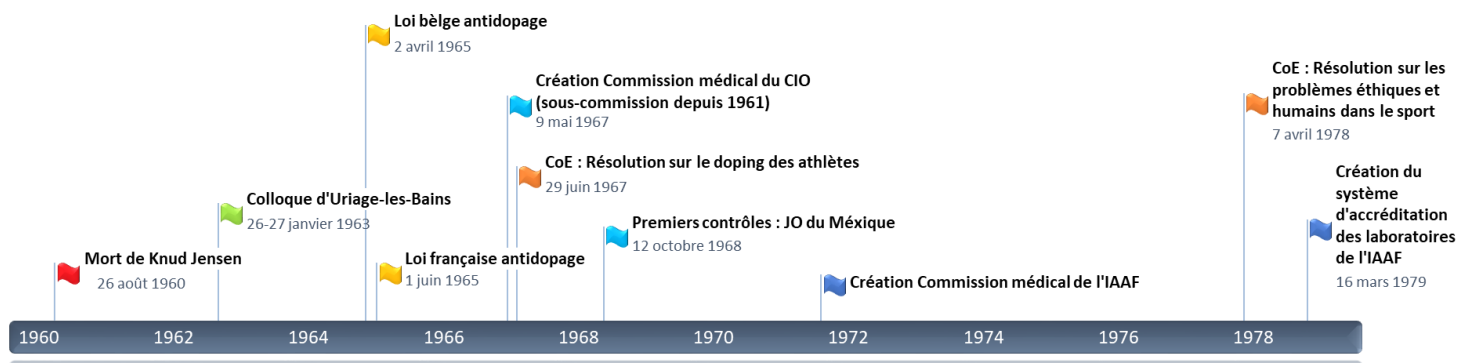 Loi bèlge antidopage
2 avril 1965
Création Commission médical du CIO
(sous-commission depuis 1961)
9 mai 1967
CoE : Résolution sur les
problèmes éthiques et
humains dans le sport
7 avril 1978
CoE : Résolution sur le doping des athlètes
29 juin 1967
Création du
système
d'accréditation
des laboratoires
de l'IAAF
16 mars 1979
Colloque d'Uriage-les-Bains
26-27 janvier 1963
Premiers contrôles : JO du Méxique
12 octobre 1968
Mort de Knud Jensen
26 août 1960
Loi française antidopage
1 juin 1965
Création Commission médical de l'IAAF
1960 1962 1964 1966 1968 1970 1972 1974 1976 1978